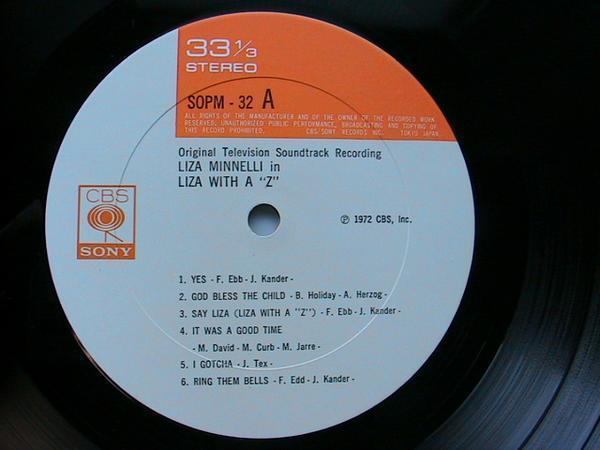 33 1/3
STEREO
SOPM - 32 A
ALL RIGHTS OF THE MANUFACTURER AND OF THE OWNER OF THE RECORDED WORK
RESERVED. UNAUTHORIZED PUBLIC PERFORMANCE, BROADCASTING AND COPYING OF
THIS RECORD PROHIBITED. CBS/SONY RECORDS INC. TOKYO JAPAN.
Original Television Soundtrack Recording
LIZA MINNELLI in
LIZA WITH A "Z"
CBS
SONY
℗ 1972 CBS, Inc.
1. YES - F. Ebb - J. Kander -
2. GOD BLESS THE CHILD - B. Holiday - A. Herzog -
3. SAY LIZA (LIZA WITH A "Z") - F. Ebb - J. Kander -
4. IT WAS A GOOD TIME
- M. David - M. Curb - M. Jarre -
5. I GOTCHA - J. Tex -
6. RING THEM BELLS - F. Edd - J. Kander -